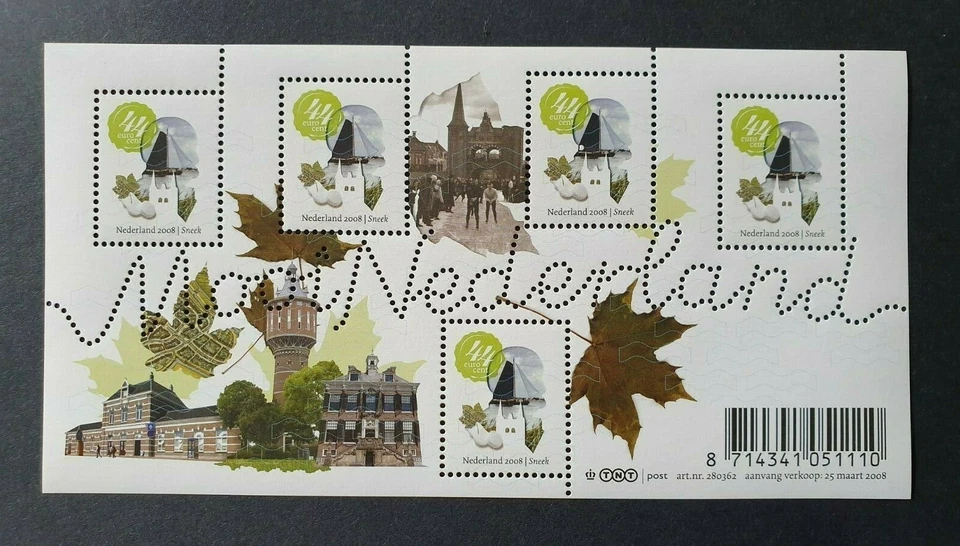 44
euro
cent
Nederland 2008 | Sneek
44
euro
cent
Nederland 2008 | Sneek
44
euro
cent
Nederland 2008 | Sneek
44
euro
cent
Nederland 2008 | Sneek
Mooi Nederland
44
euro
cent
Nederland 2008 | Sneek
8 714341 051110
TNT | post art.nr. 280362 aanvang verkoop: 25 maart 2008